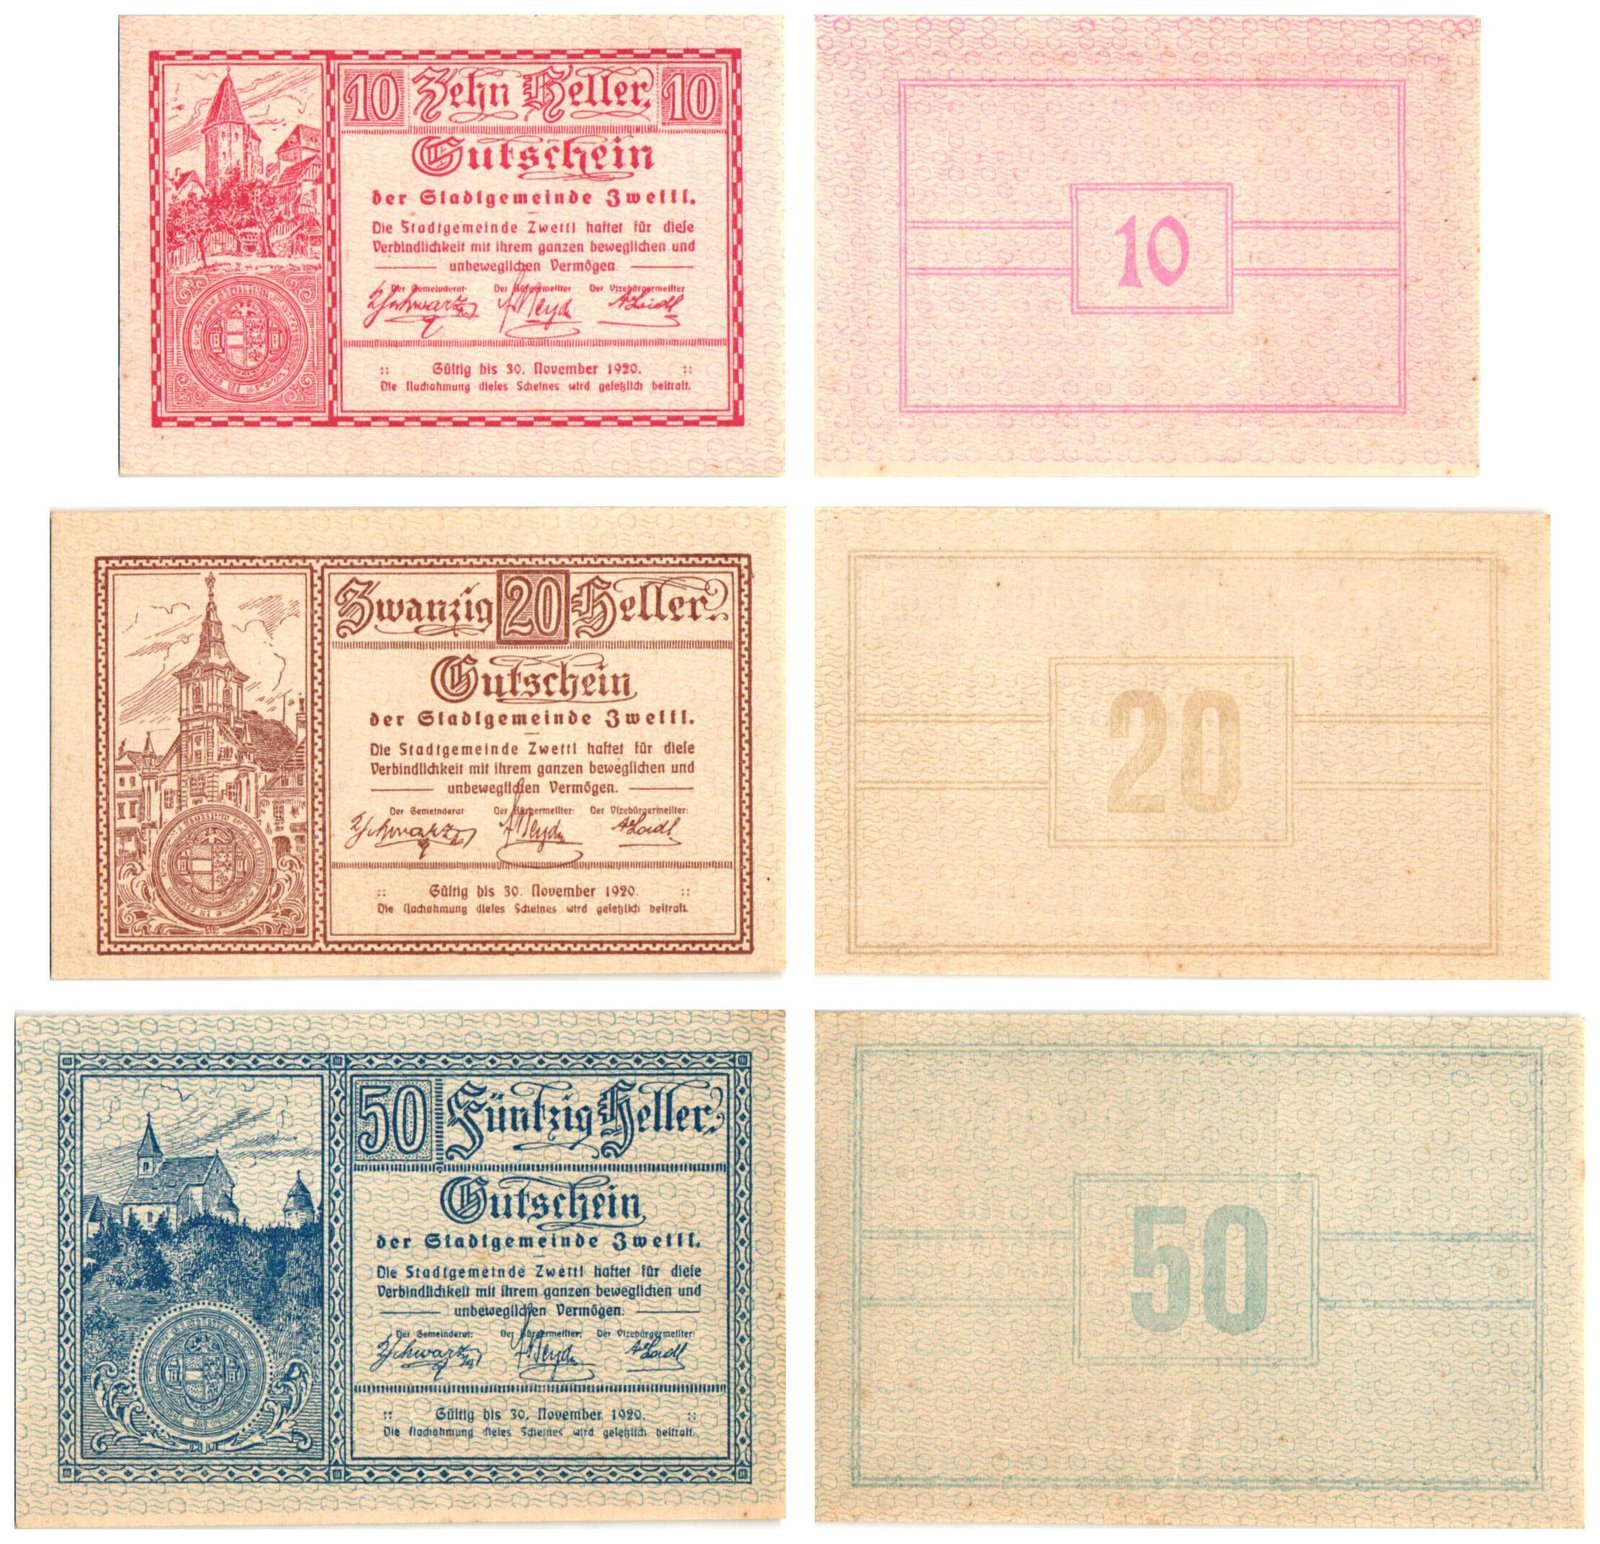 10 Zehn Heller 10
Gutschein
der Stadtgemeinde Zwettl.
Die Stadtgemeinde Zwettl haftet für diese
Verbindlichkeit mit ihrem ganzen beweglichen und
unbeweglichen Vermögen
Der Gemeinderat Der Bürgermeister Der Vizebürgermeister
Schwarz
:: Gültig bis 30. November 1920. ::
Die Nachahmung dieses Scheines wird gesetzlich bestraft.
10
Zwanzig 20 Heller.
Gutschein
der Stadtgemeinde Zwettl.
Die Stadtgemeinde Zwettl haftet für diese
Verbindlichkeit mit ihrem ganzen beweglichen und
unbeweglichen Vermögen.
Der Gemeinderat Der Bürgermeister: Der Vizebürgermeister:
Schwarz
:: Gültig bis 30. November 1920. ::
Die Nachahmung dieses Scheines wird gesetzlich bestraft.
20
50 Fünfzig Heller.
Gutschein
der Stadtgemeinde Zwettl.
Die Stadtgemeinde Zwettl haftet für diese
Verbindlichkeit mit ihrem ganzen beweglichen und
unbeweglichen Vermögen.
Der Gemeinderat: Der Bürgermeister: Der Vizebürgermeister:
Schwarz
:: Gültig bis 30. November 1920. ::
Die Nachahmung dieses Scheines wird gesetzlich bestraft.
50